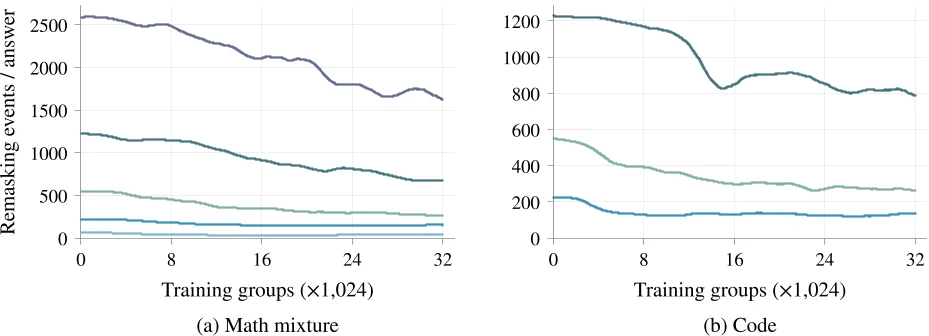 Remasking events / answer
2500
2000
1500
1000
500
0
0 8 16 24 32
Training groups (×1,024)
(a) Math mixture
1200
1000
800
600
400
200
0
0 8 16 24 32
Training groups (×1,024)
(b) Code